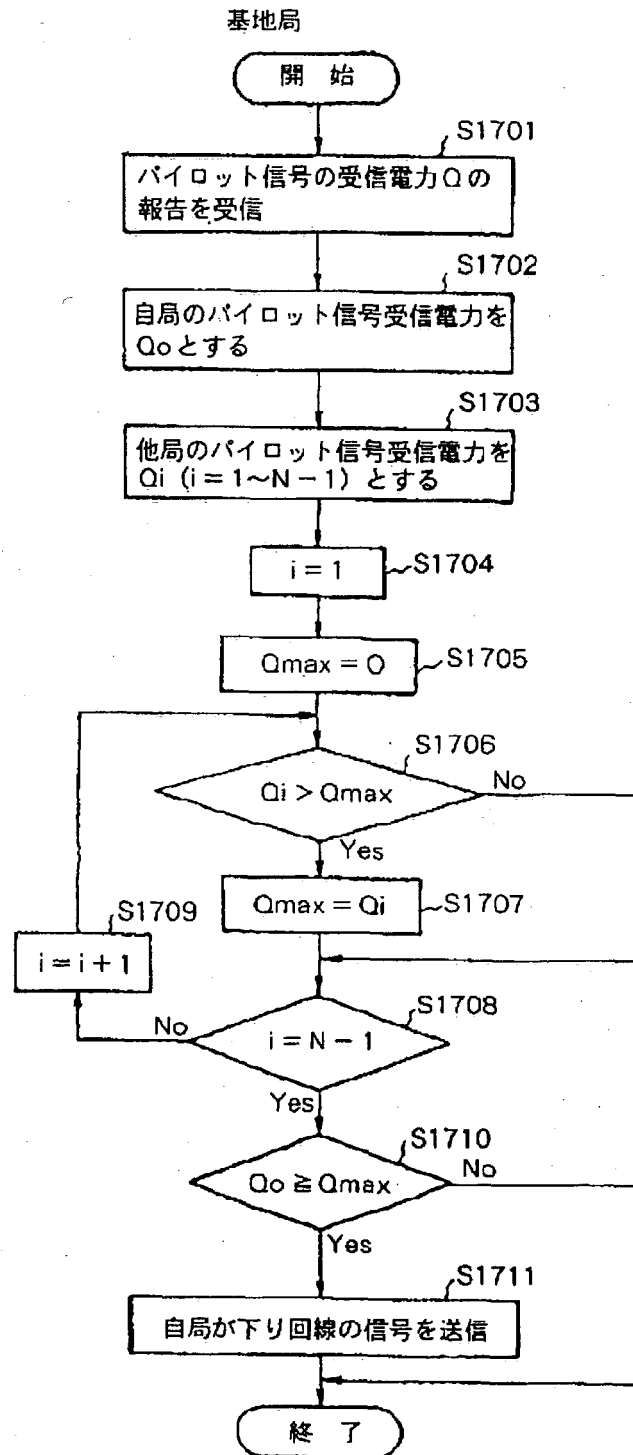 基地局
開 始
S1701
パイロット信号の受信電力Qの
報告を受信
S1702
自局のパイロット信号受信電力を
Qoとする
S1703
他局のパイロット信号受信電力を
Qi (i=1~N-1) とする
i=1
S1704
Qmax=0
S1705
S1706
Qi>Qmax
No
Yes
Qmax=Qi
S1707
S1709
i=i+1
S1708
i=N-1
No
Yes
S1710
Qo≧Qmax
No
Yes
S1711
自局が下り回線の信号を送信
終 了